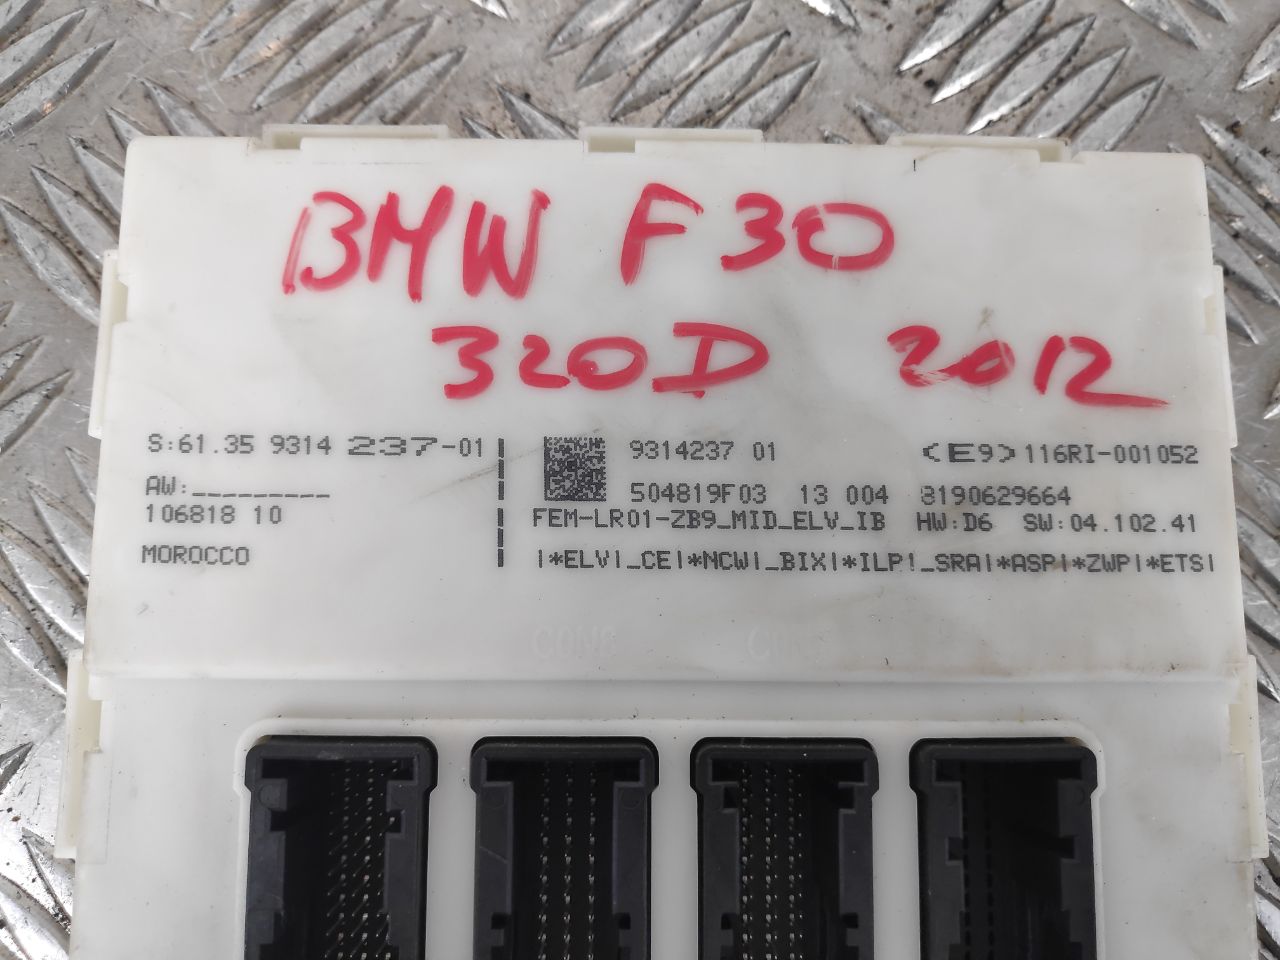 BMW F30
320D 2012
S:61.35 9314 237-01
AW:_________
106818 10
MOROCCO
9314237 01 <E9>116RI-001052
504819F03 13 004 8190629664
FEM-LR01-ZB9_MID_ELV_IB HW:D6 SW:04.102.41
|*ELV|_CE|*NCW|_BIX|*ILP|_SRA|*ASP|*ZWP|*ETS|